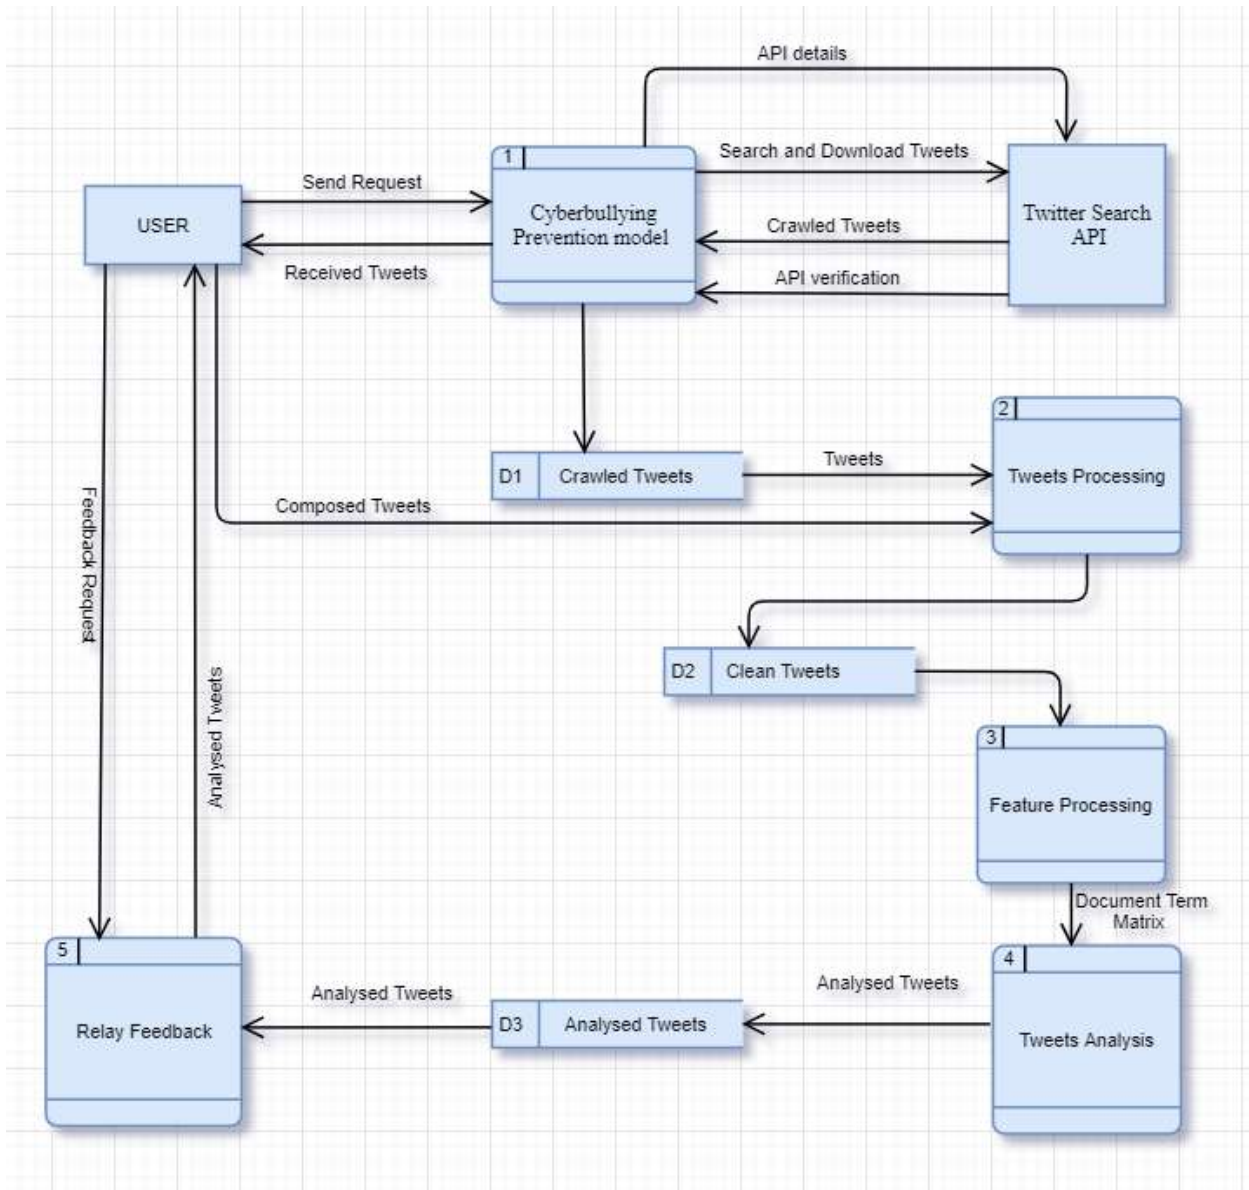 API details
1
Search and Download Tweets
Send Request
Cyberbullying
Prevention model
Twitter Search
API
USER
Crawled Tweets
Received Tweets
API verification
2
D1
Crawled Tweets
Tweets
Tweets Processing
Composed Tweets
Feedback Request
D2
Clean Tweets
Analysed Tweets
3
Feature Processing
Document Term
Matrix
5
4
Analysed Tweets
Analysed Tweets
Relay Feedback
D3
Analysed Tweets
Tweets Analysis